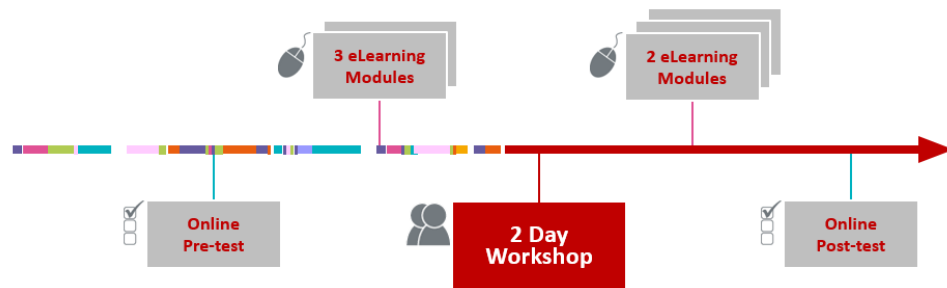 3 eLearning
Modules
2 eLearning
Modules
Online
Pre-test
2 Day
Workshop
Online
Post-test